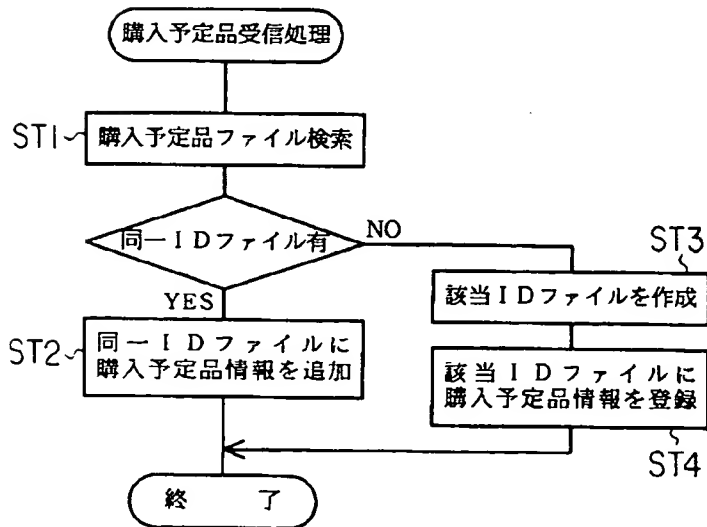 購入予定品受信処理
ST1
購入予定品ファイル検索
同一IDファイル有
NO
YES
ST2
同一IDファイルに
購入予定品情報を追加
ST3
該当IDファイルを作成
該当IDファイルに
購入予定品情報を登録
ST4
終 了